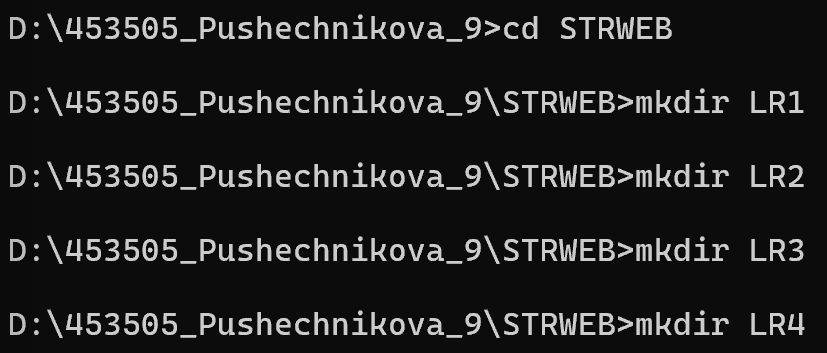 D:\453505_Pushechnikova_9>cd STRWEB
D:\453505_Pushechnikova_9\STRWEB>mkdir LR1
D:\453505_Pushechnikova_9\STRWEB>mkdir LR2
D:\453505_Pushechnikova_9\STRWEB>mkdir LR3
D:\453505_Pushechnikova_9\STRWEB>mkdir LR4